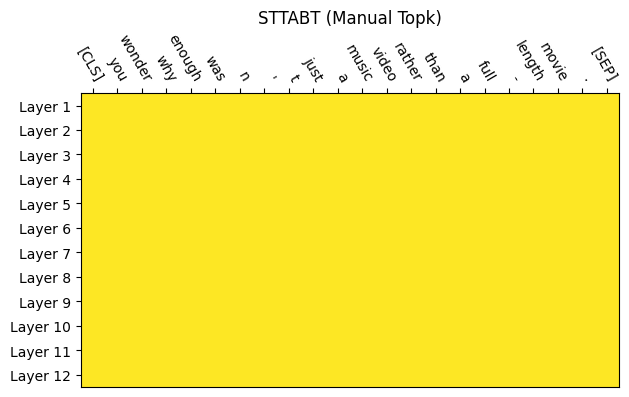 STTABT (Manual Topk)
[CLS] you wonder why enough was n ' t just a music video rather than a full - length movie . [SEP]
Layer 1
Layer 2
Layer 3
Layer 4
Layer 5
Layer 6
Layer 7
Layer 8
Layer 9
Layer 10
Layer 11
Layer 12